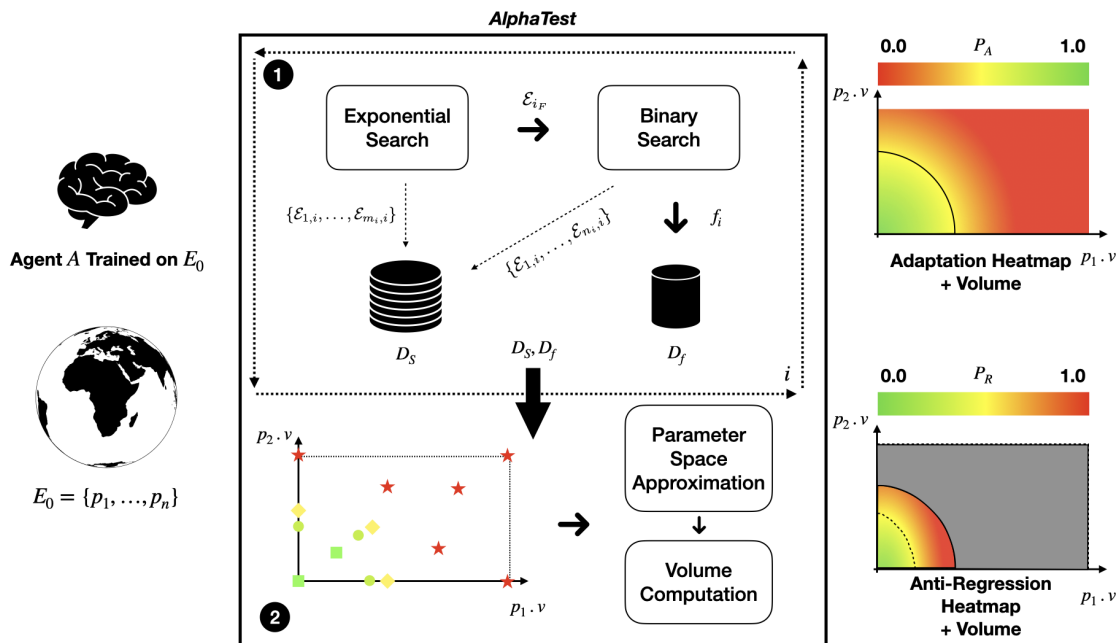 AlphaTest
1
Exponential
Search
ℰ_{i_F}
Binary
Search
{ℰ_{1,i}, . . . , ℰ_{m_i,i}}
{ℰ_{1,i}, . . . , ℰ_{n_i,i}}
f_i
D_S
D_f
D_S, D_f
i
Agent A Trained on E_0
E_0 = {p_1, …, p_n}
p_2 . v
p_1 . v
2
Parameter
Space
Approximation
Volume
Computation
0.0 P_A 1.0
p_2 . v
p_1 . v
Adaptation Heatmap
+ Volume
0.0 P_R 1.0
p_2 . v
p_1 . v
Anti-Regression
Heatmap
+ Volume